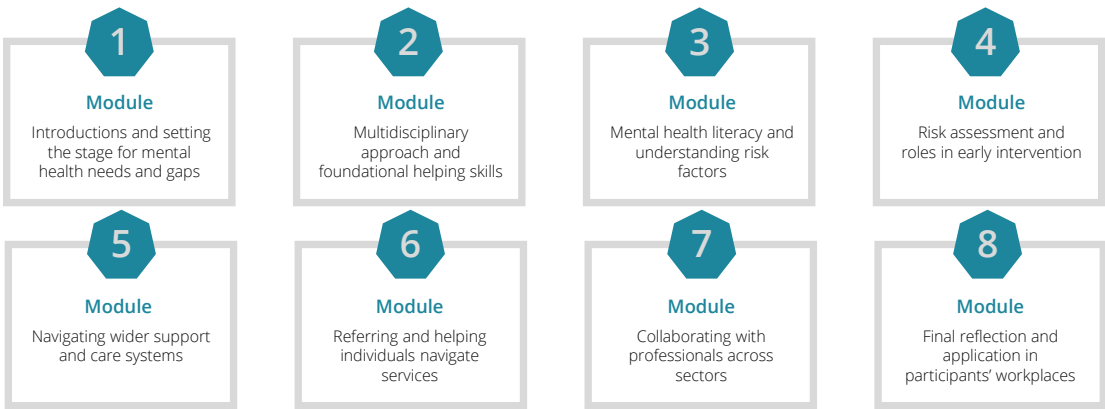 1
Module
Introductions and setting
the stage for mental
health needs and gaps
2
Module
Multidisciplinary
approach and
foundational helping skills
3
Module
Mental health literacy and
understanding risk
factors
4
Module
Risk assessment and
roles in early intervention
5
Module
Navigating wider support
and care systems
6
Module
Referring and helping
individuals navigate
services
7
Module
Collaborating with
professionals across
sectors
8
Module
Final reflection and
application in
participants’ workplaces